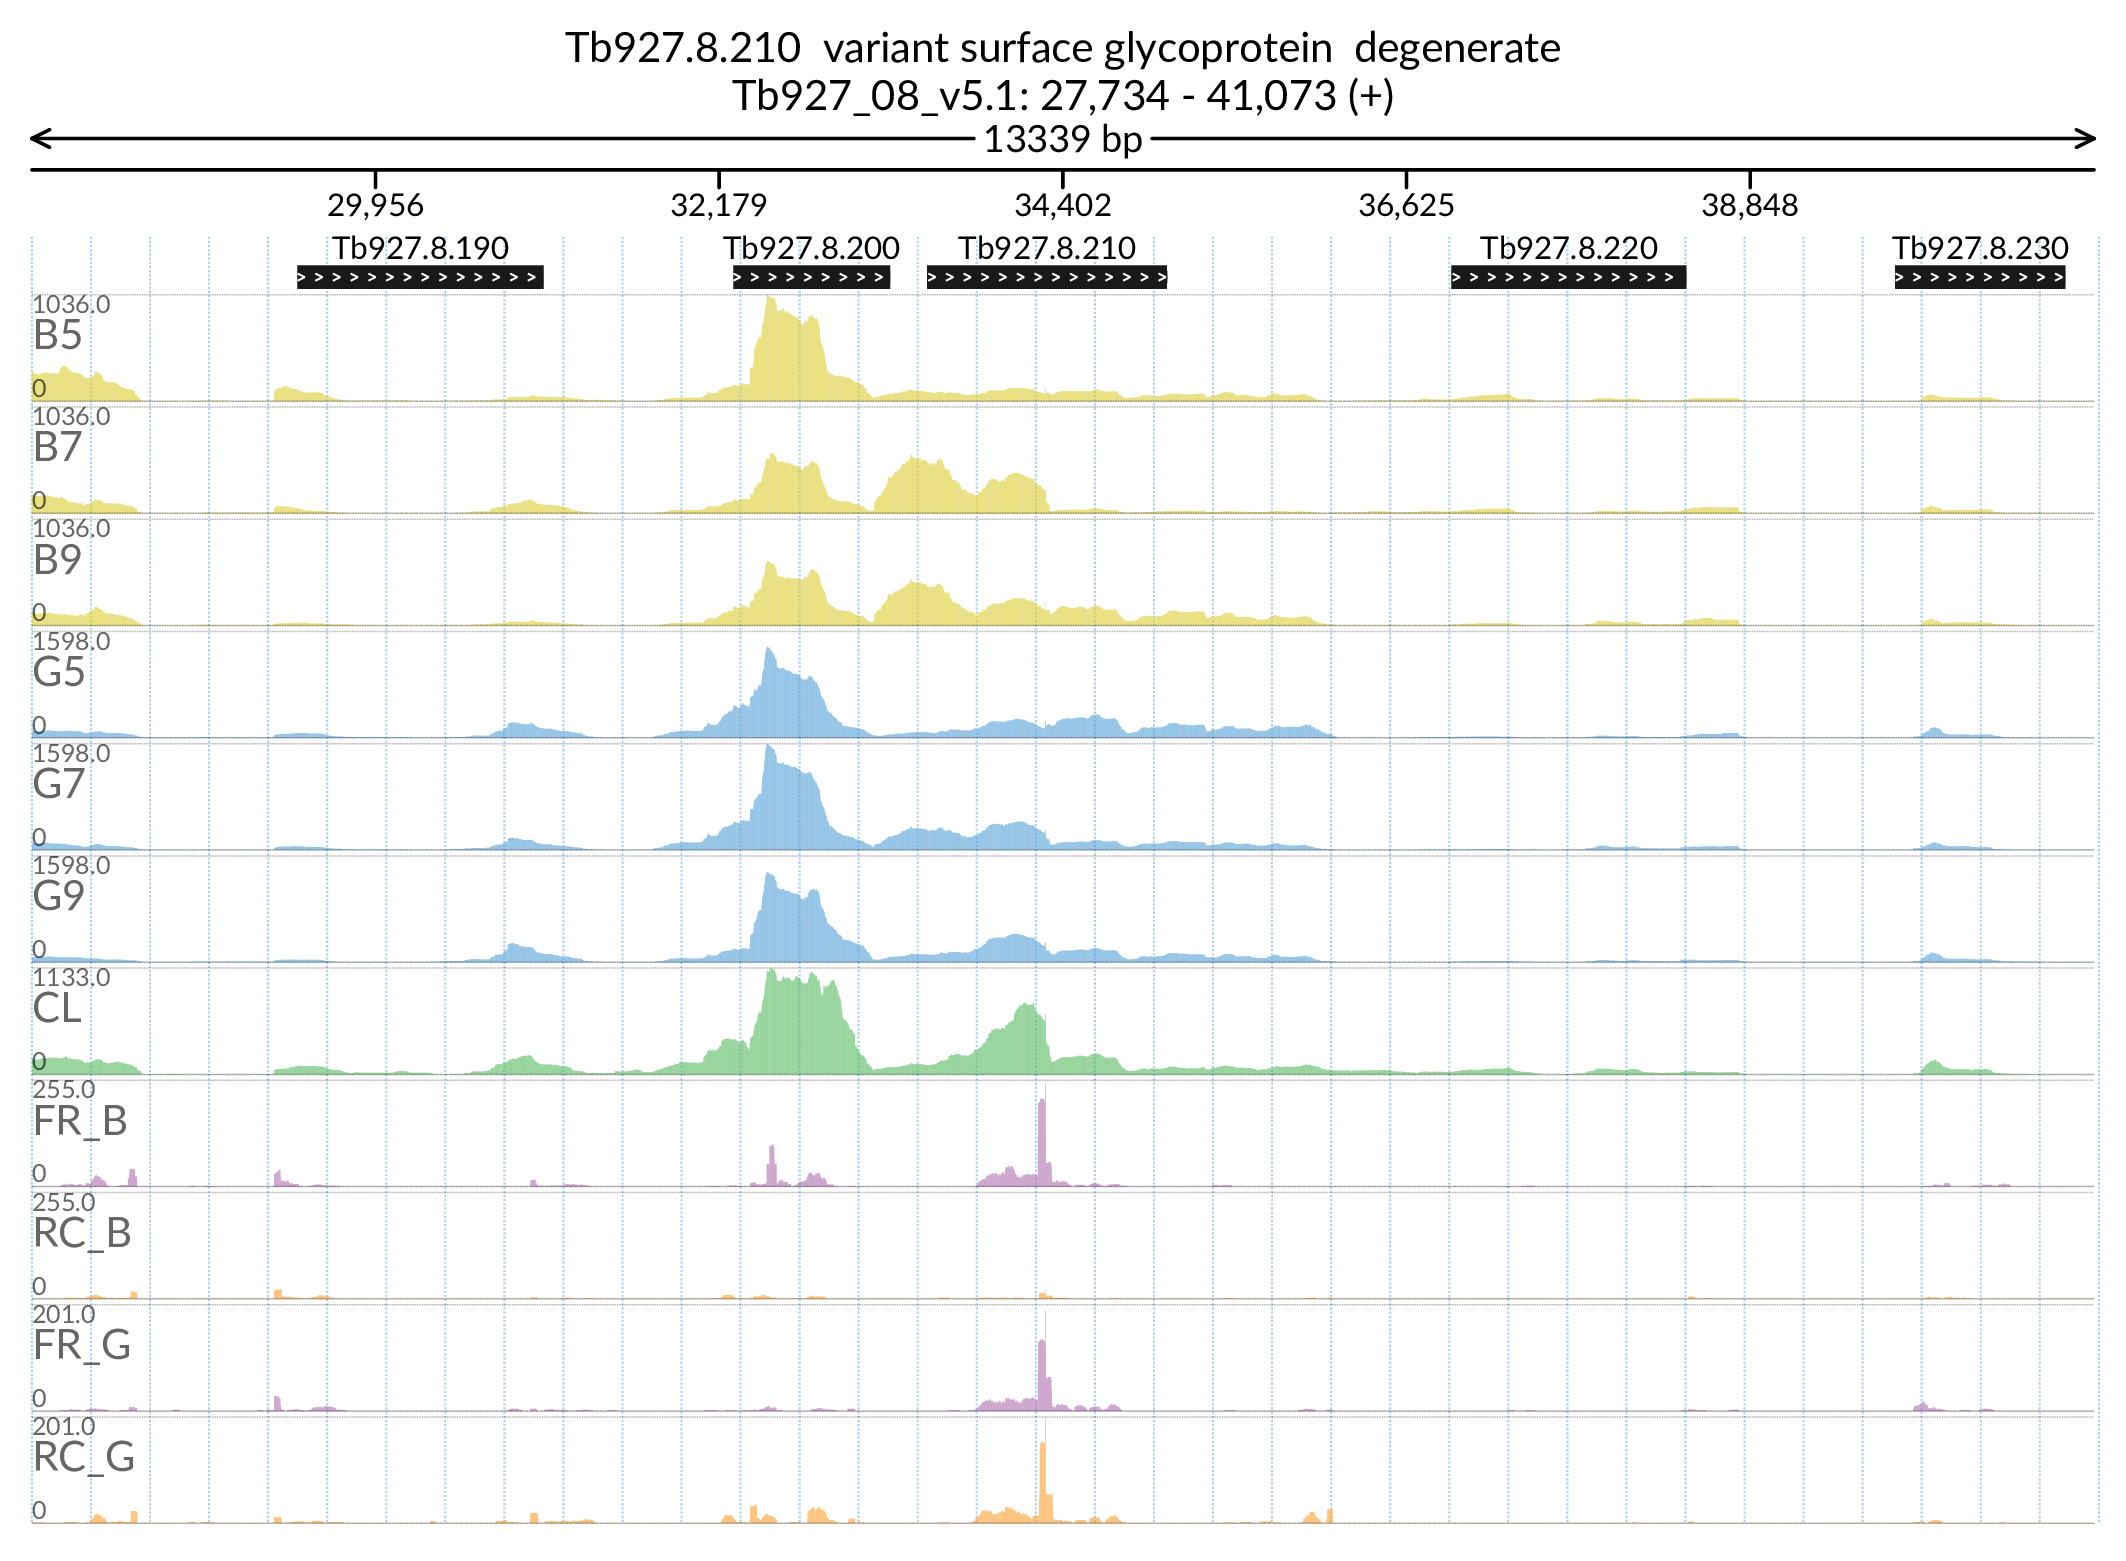 Tb927.8.210 variant surface glycoprotein degenerate
Tb927_08_v5.1: 27,734 - 41,073 (+)
13339 bp
29,956 32,179 34,402 36,625 38,848
Tb927.8.190 Tb927.8.200 Tb927.8.210 Tb927.8.220 Tb927.8.230
1036.0
B5
0
1036.0
B7
0
1036.0
B9
0
1598.0
G5
0
1598.0
G7
0
1598.0
G9
0
1133.0
CL
0
255.0
FR_B
0
255.0
RC_B
0
201.0
FR_G
0
201.0
RC_G
0